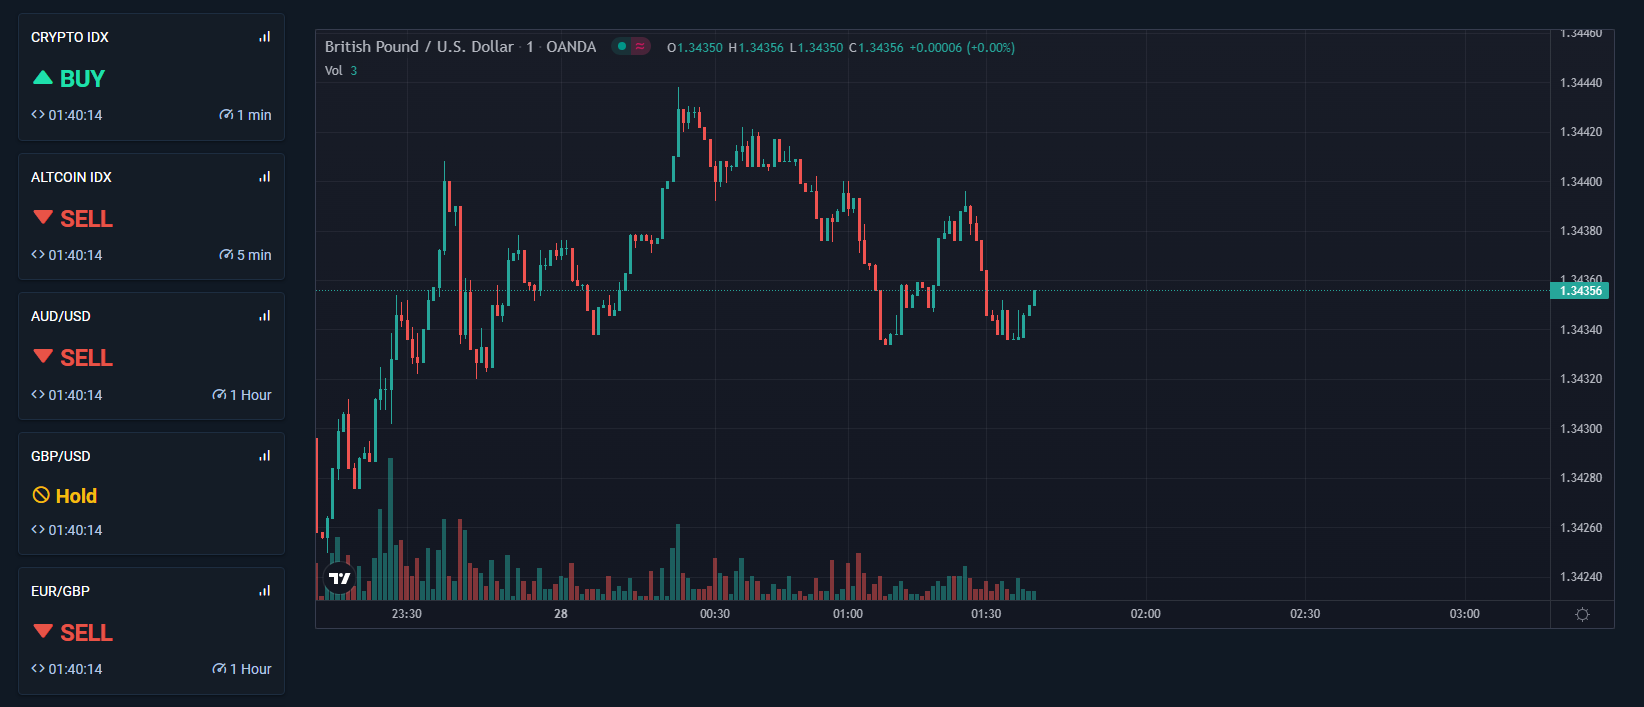 CRYPTO IDX
BUY
01:40:14 1 min
ALTCOIN IDX
SELL
01:40:14 5 min
AUD/USD
SELL
01:40:14 1 Hour
GBP/USD
Hold
01:40:14
EUR/GBP
SELL
01:40:14 1 Hour
British Pound / U.S. Dollar · 1 · OANDA O1.34350 H1.34356 L1.34350 C1.34356 +0.00006 (+0.00%)
Vol 3
1.34460
1.34440
1.34420
1.34400
1.34380
1.34360
1.34356
1.34340
1.34320
1.34300
1.34280
1.34260
1.34240
23:30 28 00:30 01:00 01:30 02:00 02:30 03:00